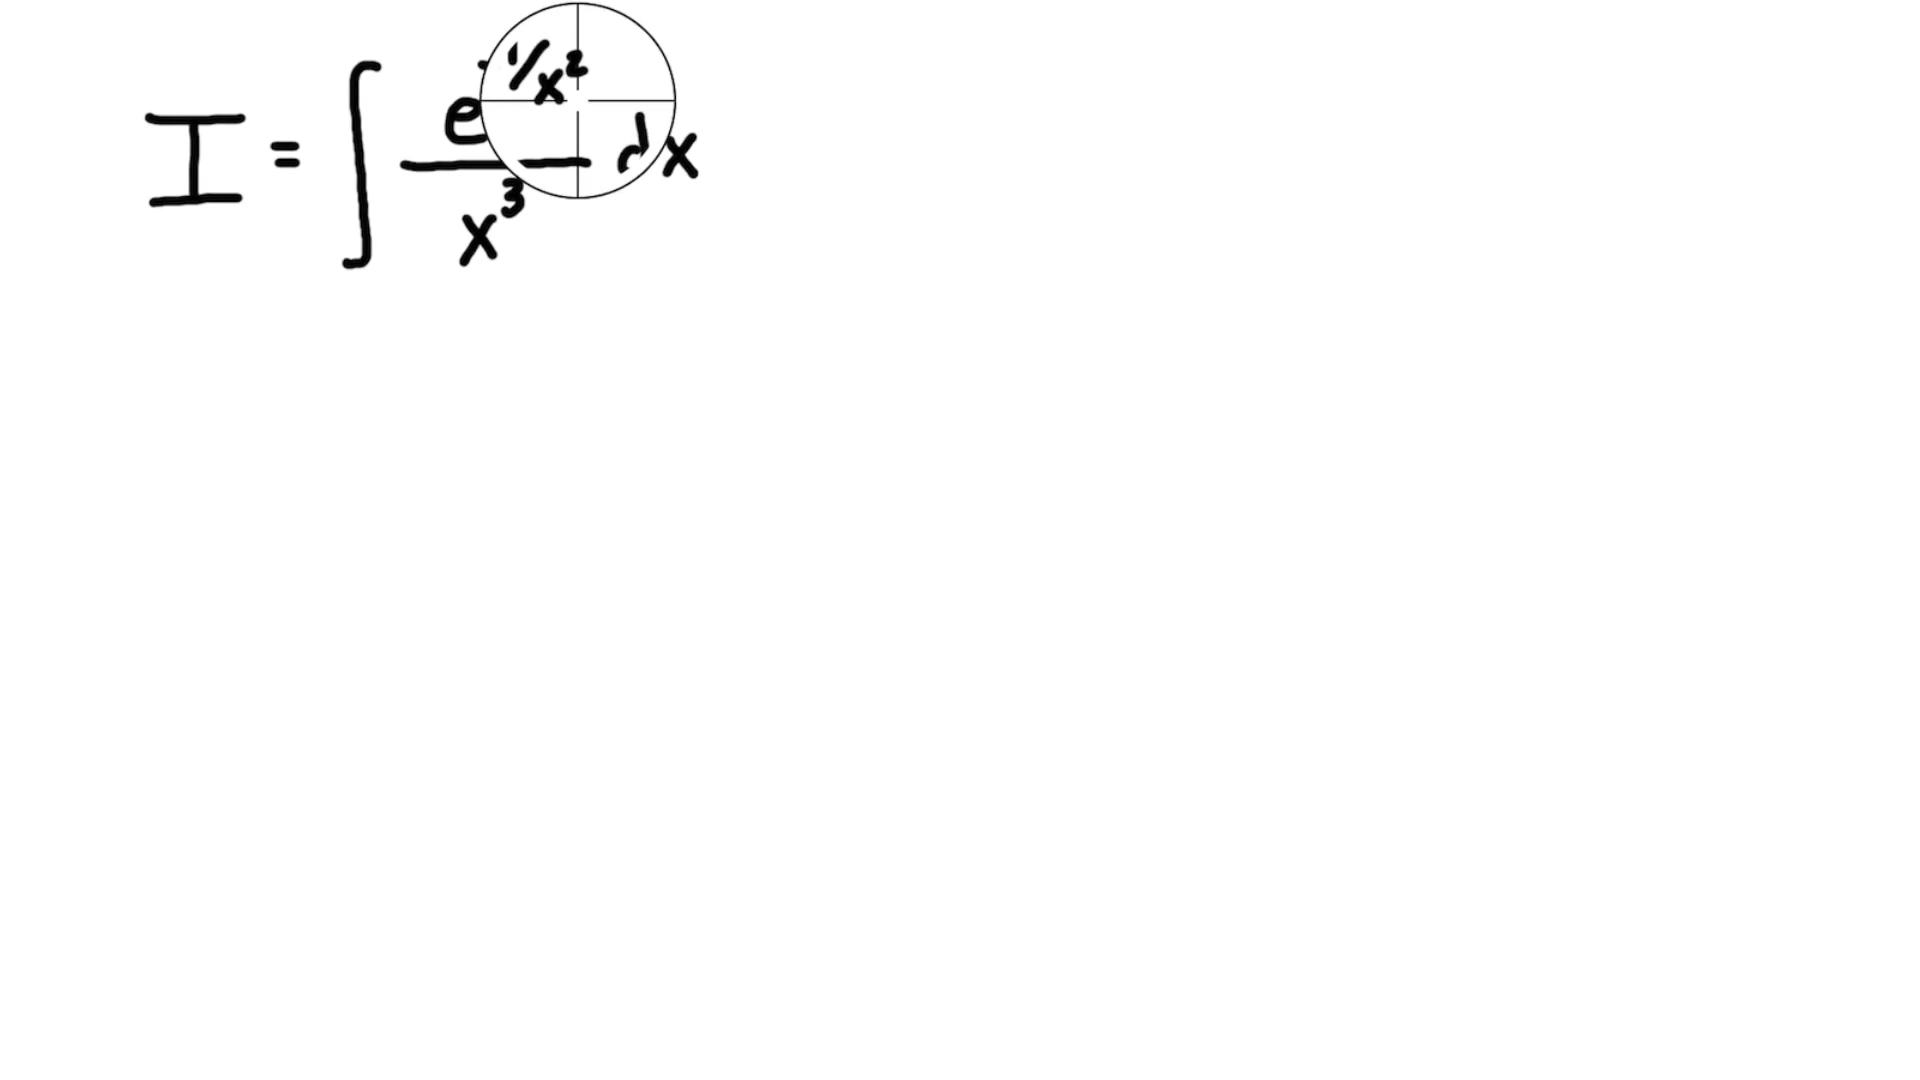 I = ∫ e^(1/x²) / x³ dx